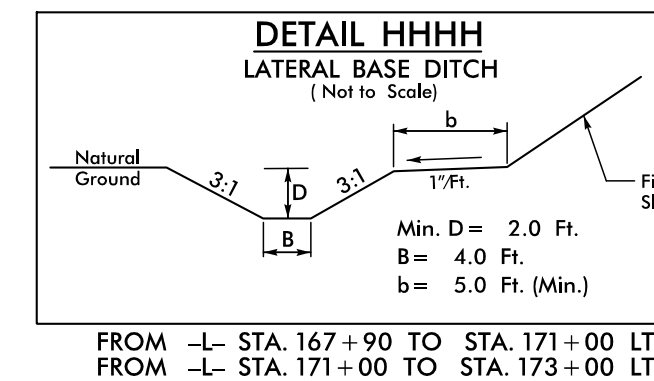 DETAIL HHHH
LATERAL BASE DITCH
( Not to Scale)
b
Natural
Ground
3:1
D
3:1
1"/Ft.
B
Min. D = 2.0 Ft.
B = 4.0 Ft.
b = 5.0 Ft. (Min.)
FROM –L– STA. 167+90 TO STA. 171+00 LT
FROM –L– STA. 171+00 TO STA. 173+00 LT